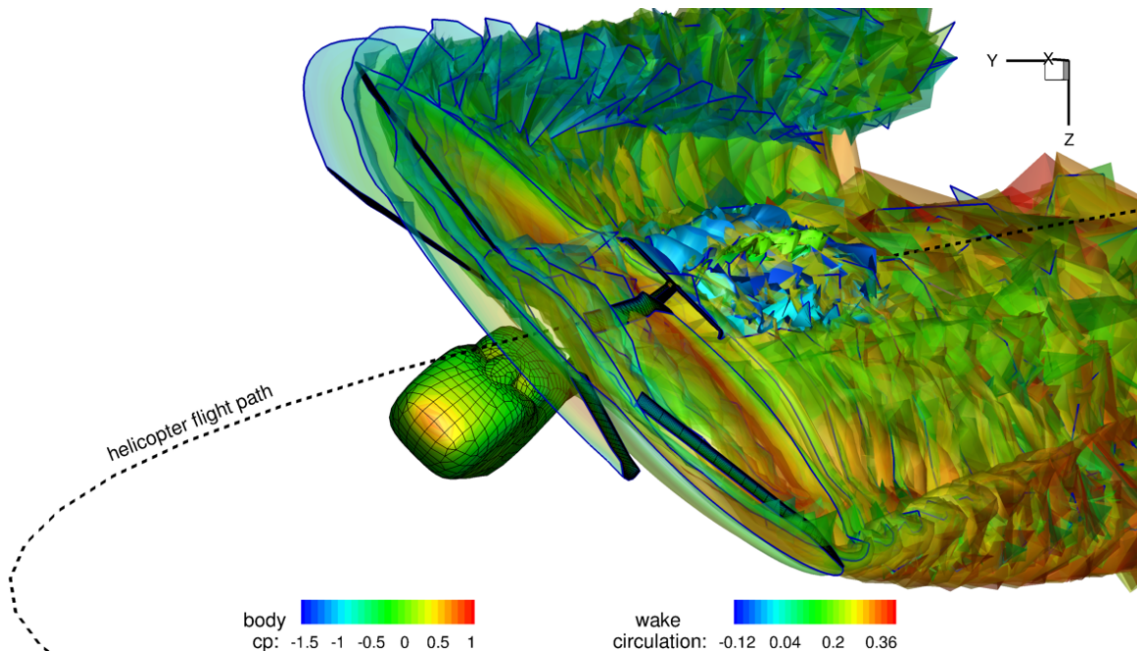 Y X
Z
helicopter flight path
body wake
cp: -1.5 -1 -0.5 0 0.5 1 circulation: -0.12 0.04 0.2 0.36